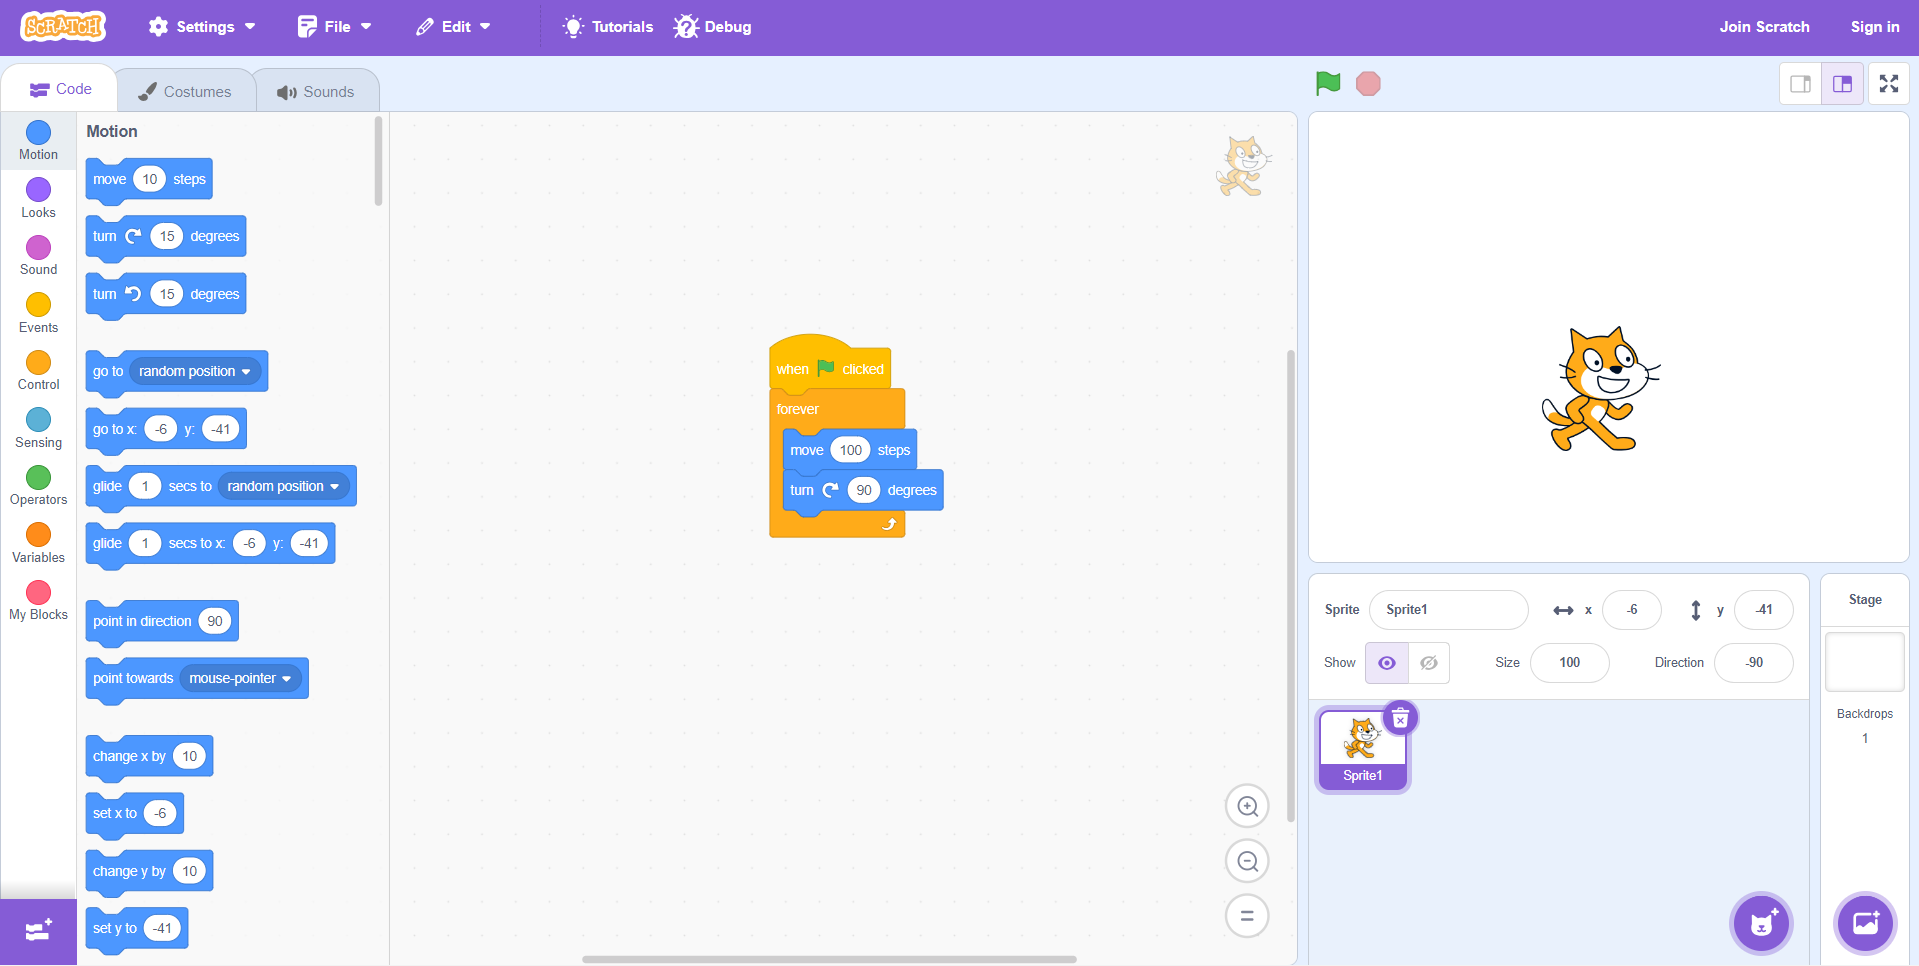 SCRATCH Settings File Edit Tutorials Debug Join Scratch Sign in
Code Costumes Sounds
Motion
Looks
Sound
Events
Control
Sensing
Operators
Variables
My Blocks
Motion
move 10 steps
turn 15 degrees
turn 15 degrees
go to random position
go to x: -6 y: -41
glide 1 secs to random position
glide 1 secs to x: -6 y: -41
point in direction 90
point towards mouse-pointer
change x by 10
set x to -6
change y by 10
set y to -41
when clicked
forever
move 100 steps
turn 90 degrees
Sprite Sprite1 x -6 y -41
Show Size 100 Direction -90
Sprite1
Stage
Backdrops
1